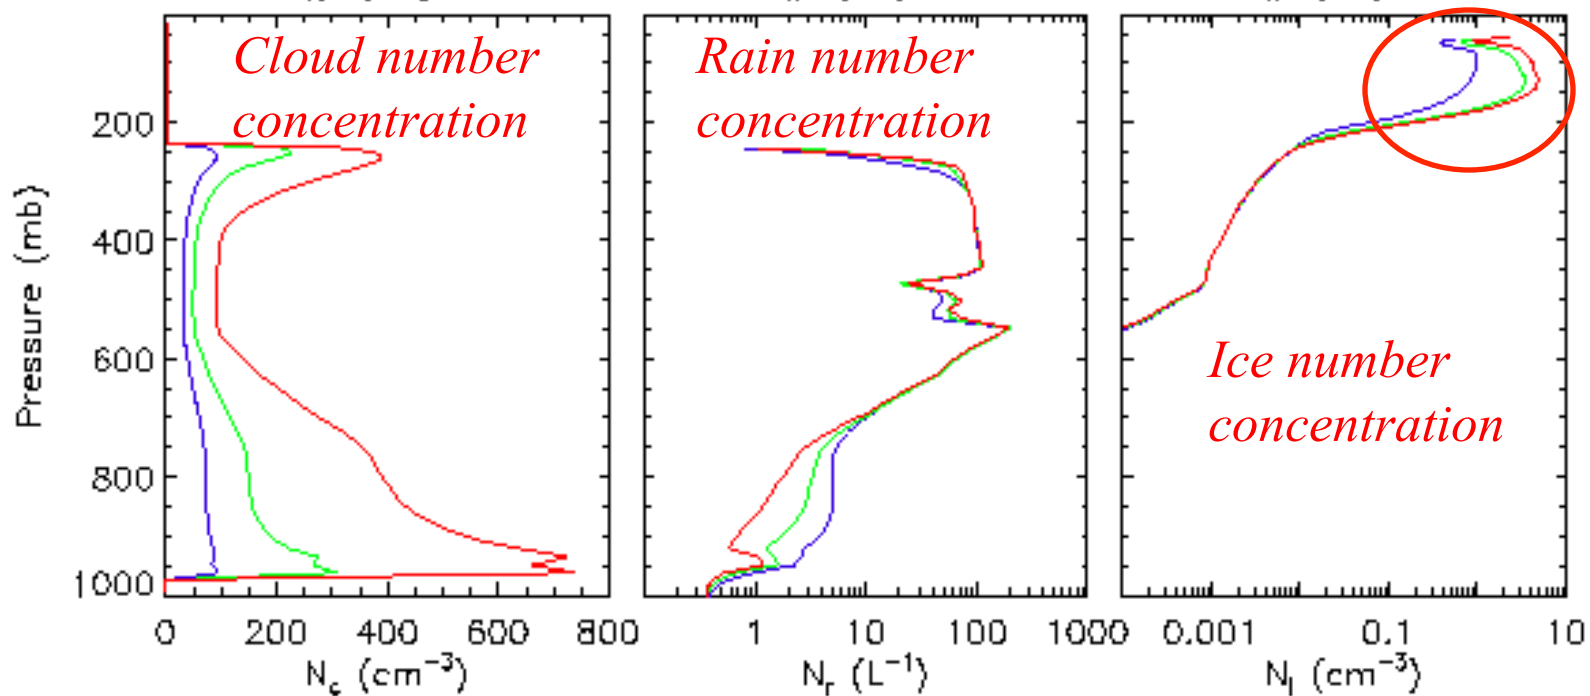 Cloud number
concentration
Rain number
concentration
Ice number
concentration
Pressure (mb)
200
400
600
800
1000
0 200 400 600 800
N_c (cm⁻³)
1 10 100 1000
N_r (L⁻¹)
0.001 0.1 10
N_I (cm⁻³)